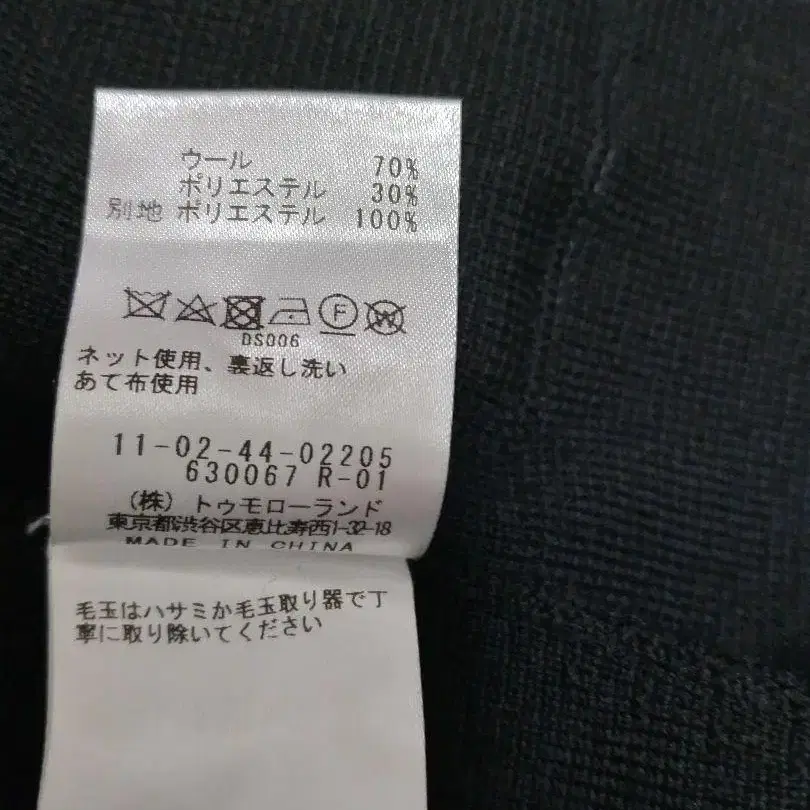 ウール 70%
ポリエステル 30%
別地 ポリエステル 100%
F W
DS006
ネット使用、裏返し洗い
あて布使用
11-02-44-02205
630067 R-01
(株) トゥモローランド
東京都渋谷区恵比寿西1-32-18
MADE IN CHINA
毛玉はハサミか毛玉取り器で丁
寧に取り除いてください